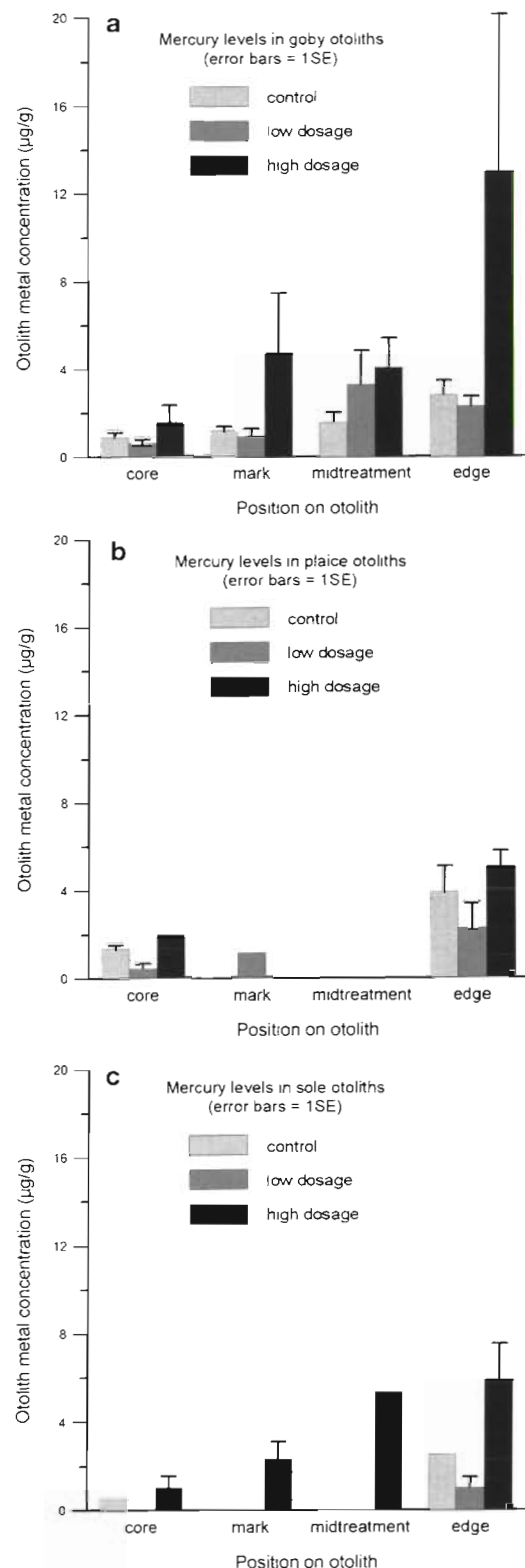 a
Mercury levels in goby otoliths
(error bars = 1SE)
control
low dosage
high dosage
Otolith metal concentration (µg/g)
20
16
12
8
4
0
core mark midtreatment edge
Position on otolith
b
Mercury levels in plaice otoliths
(error bars = 1SE)
control
low dosage
high dosage
Otolith metal concentration (µg/g)
20
16
12
8
4
0
core mark midtreatment edge
Position on otolith
c
Mercury levels in sole otoliths
(error bars = 1SE)
control
low dosage
high dosage
Otolith metal concentration (µg/g)
20
16
12
8
4
0
core mark midtreatment edge
Position on otolith